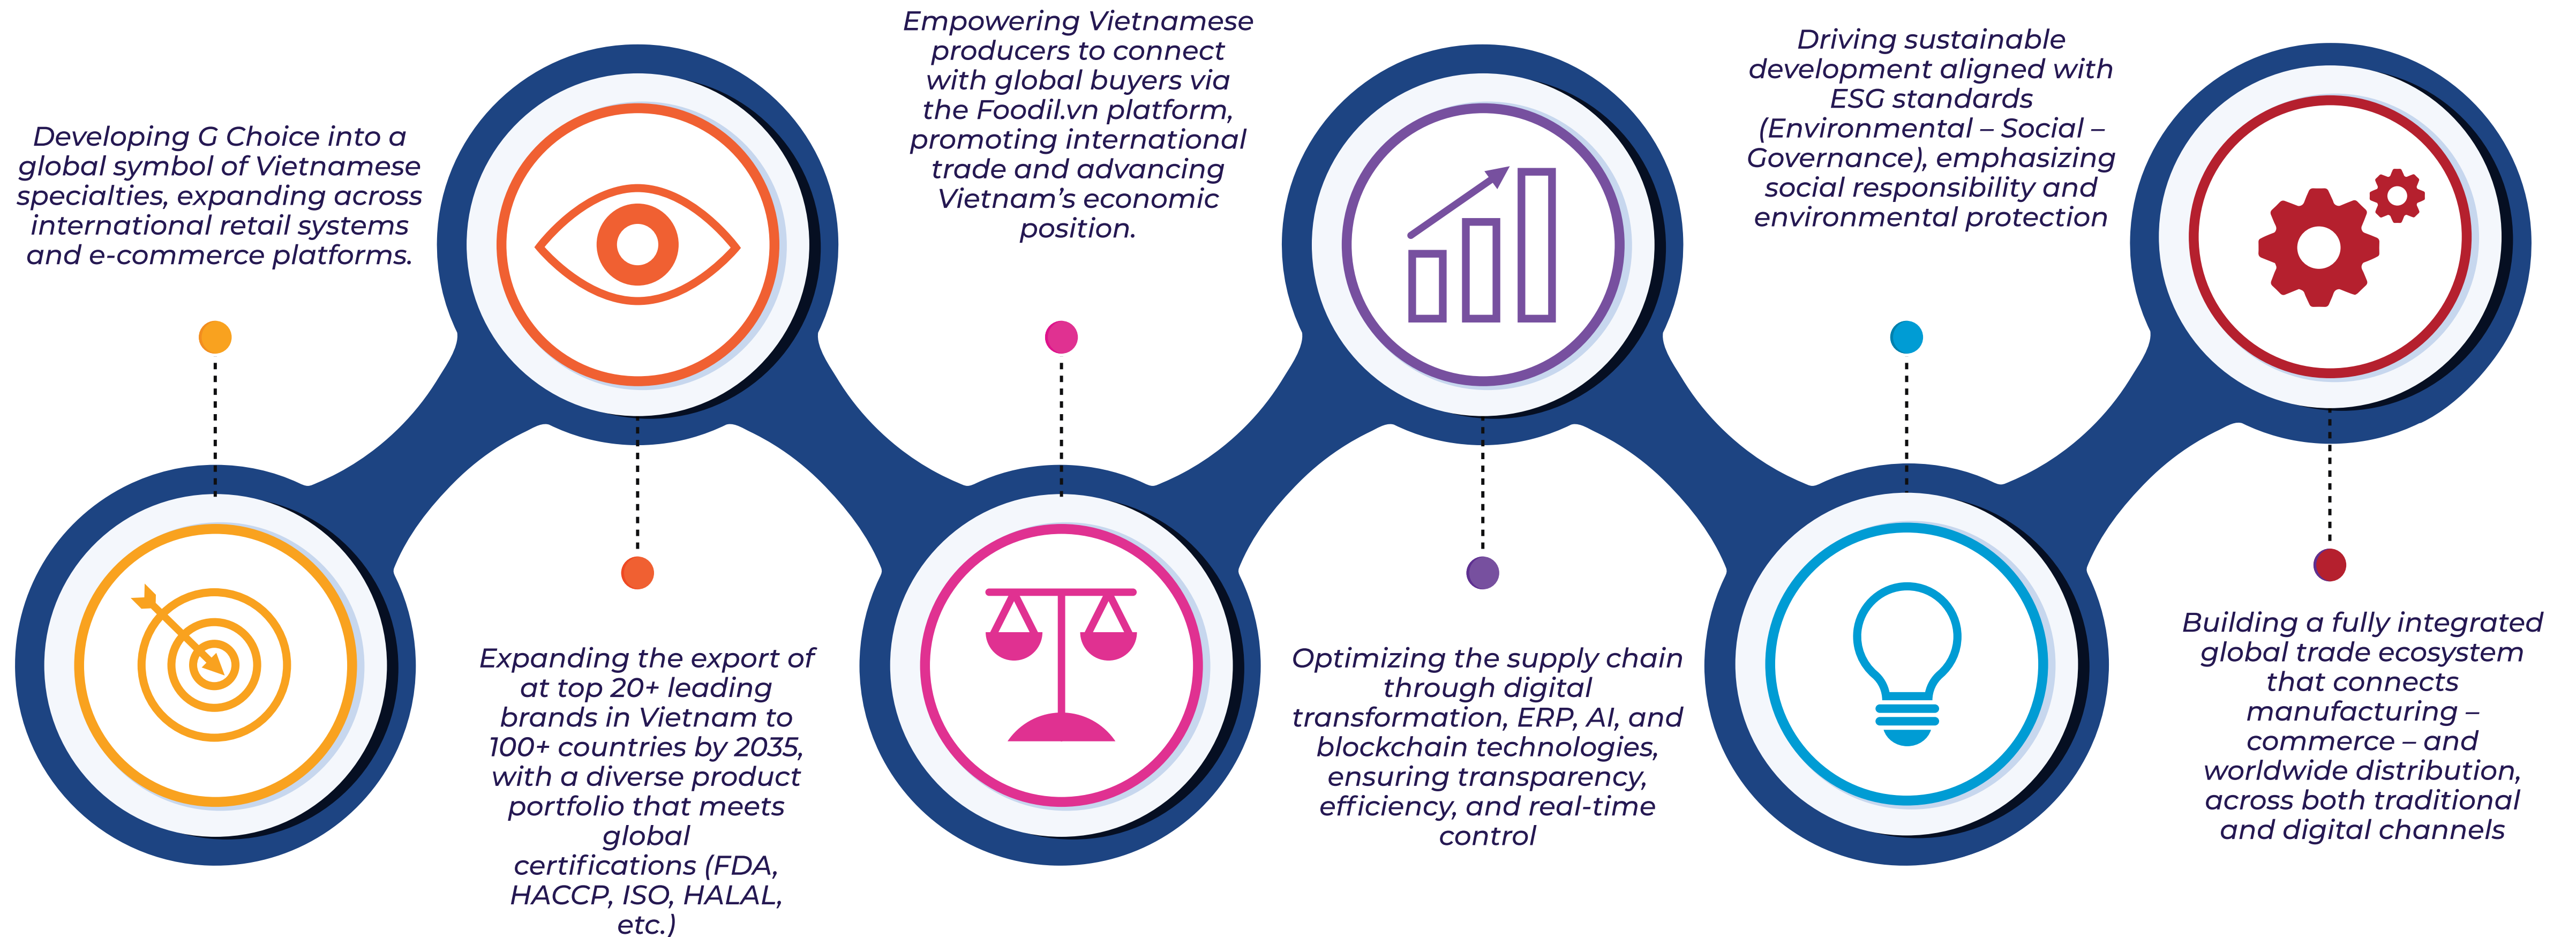 Developing G Choice into a
global symbol of Vietnamese
specialties, expanding across
international retail systems
and e-commerce platforms.
Expanding the export of
at top 20+ leading
brands in Vietnam to
100+ countries by 2035,
with a diverse product
portfolio that meets
global
certifications (FDA,
HACCP, ISO, HALAL,
etc.)
Empowering Vietnamese
producers to connect
with global buyers via
the Foodil.vn platform,
promoting international
trade and advancing
Vietnam's economic
position.
Optimizing the supply chain
through digital
transformation, ERP, AI, and
blockchain technologies,
ensuring transparency,
efficiency, and real-time
control
Driving sustainable
development aligned with
ESG standards
(Environmental – Social –
Governance), emphasizing
social responsibility and
environmental protection
Building a fully integrated
global trade ecosystem
that connects
manufacturing –
commerce – and
worldwide distribution,
across both traditional
and digital channels